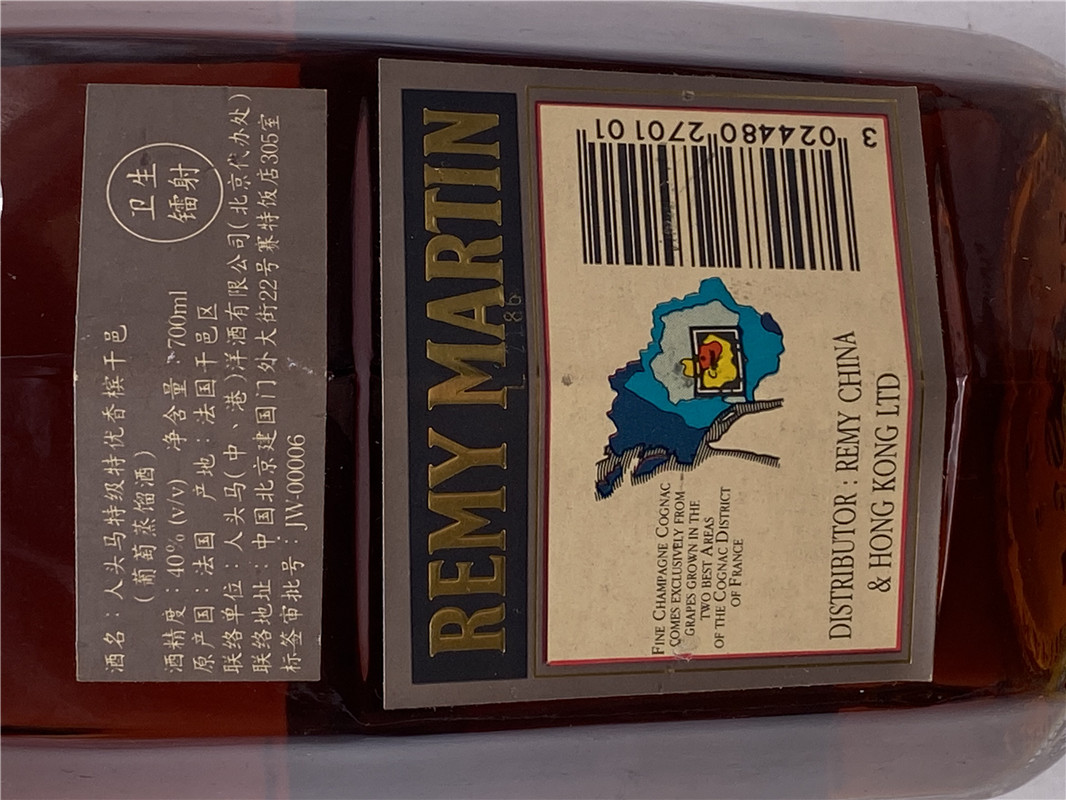 酒名：人头马特级特优香槟干邑
（葡萄蒸馏酒）
酒精度：40%(v/v) 净含量：700ml
原产国：法国 产地：法国干邑区
联络单位：人头马（中、港）洋酒有限公司（北京代办处）
联络地址：中国北京建国门外大街22号赛特饭店305室
标签审批号：JW-00006
卫生
镭射
REMY MARTIN
FINE CHAMPAGNE COGNAC
COMES EXCLUSIVELY FROM
GRAPES GROWN IN THE
TWO BEST AREAS
OF THE COGNAC DISTRICT
OF FRANCE
3 024480 270101
DISTRIBUTOR : REMY CHINA
& HONG KONG LTD